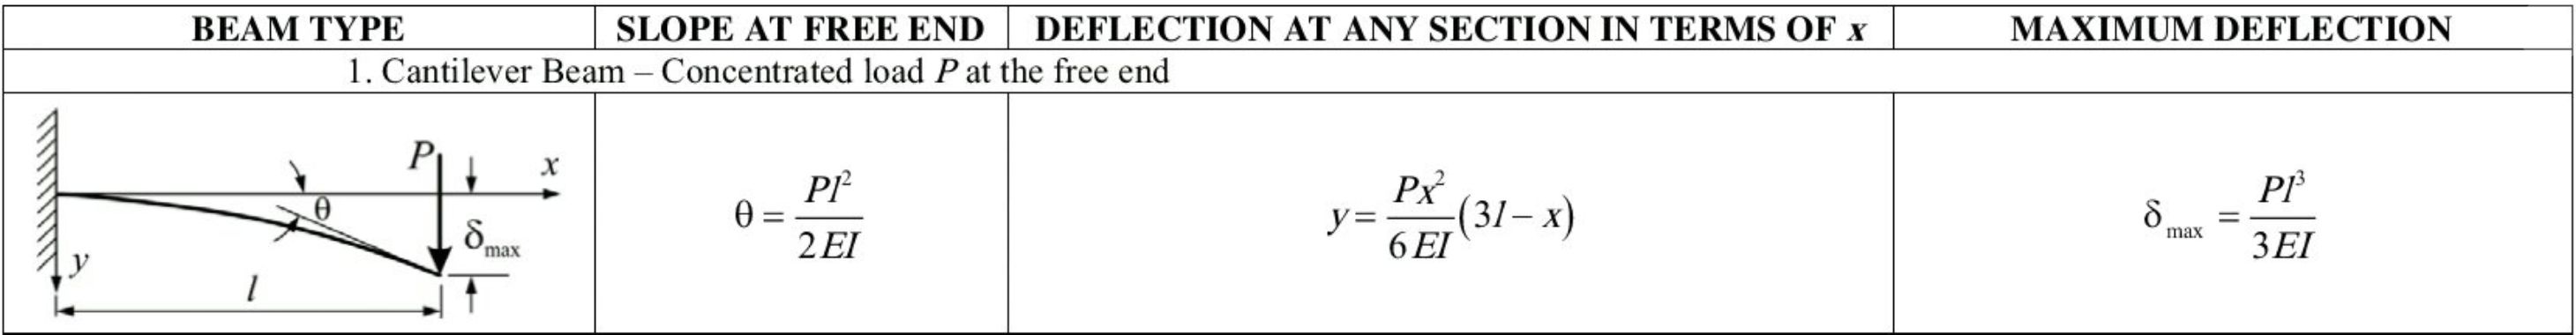 BEAM TYPE SLOPE AT FREE END DEFLECTION AT ANY SECTION IN TERMS OF x MAXIMUM DEFLECTION
1. Cantilever Beam – Concentrated load P at the free end
P x
θ
δmax
y
l
θ = Pl²/2EI
y = Px²/6EI (3l – x)
δmax = Pl³/3EI